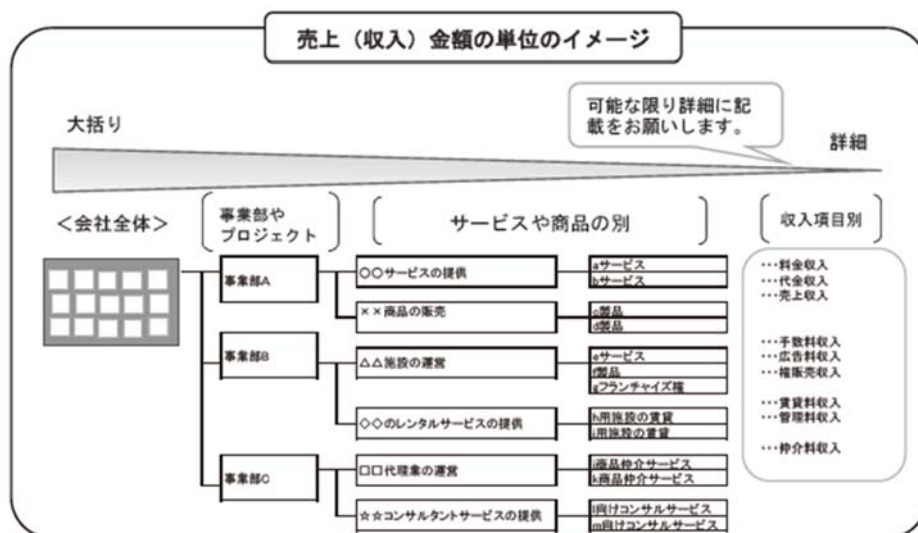 売上（収入）金額の単位のイメージ
可能な限り詳細に記
載をお願いします。
大括り
詳細
＜会社全体＞
事業部や
プロジェクト
サービスや商品の別
収入項目別
事業部A
○○サービスの提供
aサービス
bサービス
××商品の販売
c製品
d製品
事業部B
△△施設の運営
eサービス
f製品
gフランチャイズ権
◇◇のレンタルサービスの提供
h用施設の賃貸
i用施設の賃貸
事業部C
□□代理業の運営
j商品仲介サービス
k商品仲介サービス
☆☆コンサルタントサービスの提供
l向けコンサルサービス
m向けコンサルサービス
･･･料金収入
･･･代金収入
･･･売上収入
･･･手数料収入
･･･広告料収入
･･･権販売収入
･･･賃貸料収入
･･･管理料収入
･･･仲介料収入